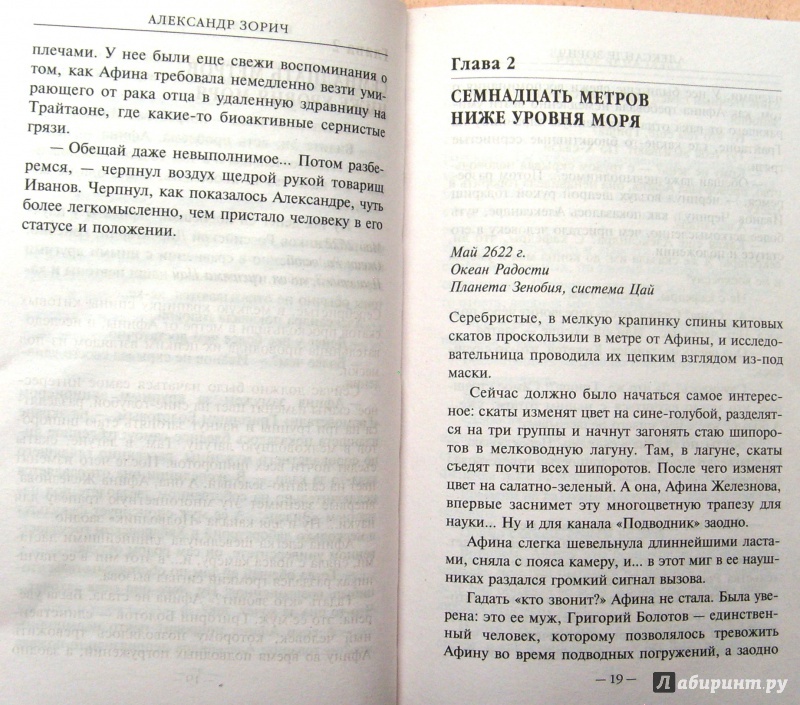 АЛЕКСАНДР ЗОРИЧ
плечами. У нее были еще свежи воспоминания о
том, как Афина требовала немедленно везти уми-
рающего от рака отца в удаленную здравницу на
Трайтаоне, где какие-то биоактивные сернистые
грязи.
— Обещай даже невыполнимое... Потом разбе-
ремся, — черпнул воздух щедрой рукой товарищ
Иванов. Черпнул, как показалось Александре, чуть
более легкомысленно, чем пристало человеку в его
статусе и положении.
Глава 2
СЕМНАДЦАТЬ МЕТРОВ
НИЖЕ УРОВНЯ МОРЯ
Май 2622 г.
Океан Радости
Планета Зенобия, система Цай
Серебристые, в мелкую крапинку спины китовых
скатов проскользили в метре от Афины, и исследо-
вательница проводила их цепким взглядом из-под
маски.
Сейчас должно было начаться самое интерес-
ное: скаты изменят цвет на сине-голубой, разделят-
ся на три группы и начнут загонять стаю шипоро-
тов в мелководную лагуну. Там, в лагуне, скаты
съедят почти всех шипоротов. После чего изменят
цвет на салатно-зеленый. А она, Афина Железнова,
впервые заснимет эту многоцветную трапезу для
науки... Ну и для канала «Подводник» заодно.
Афина слегка шевельнула длиннейшими ласта-
ми, сняла с пояса камеру, и... в этот миг в ее науш-
никах раздался громкий сигнал вызова.
Гадать «кто звонит?» Афина не стала. Была уве-
рена: это ее муж, Григорий Болотов — единствен-
ный человек, которому позволялось тревожить
Афину во время подводных погружений, а заодно
— 19 —
Лабиринт.ру